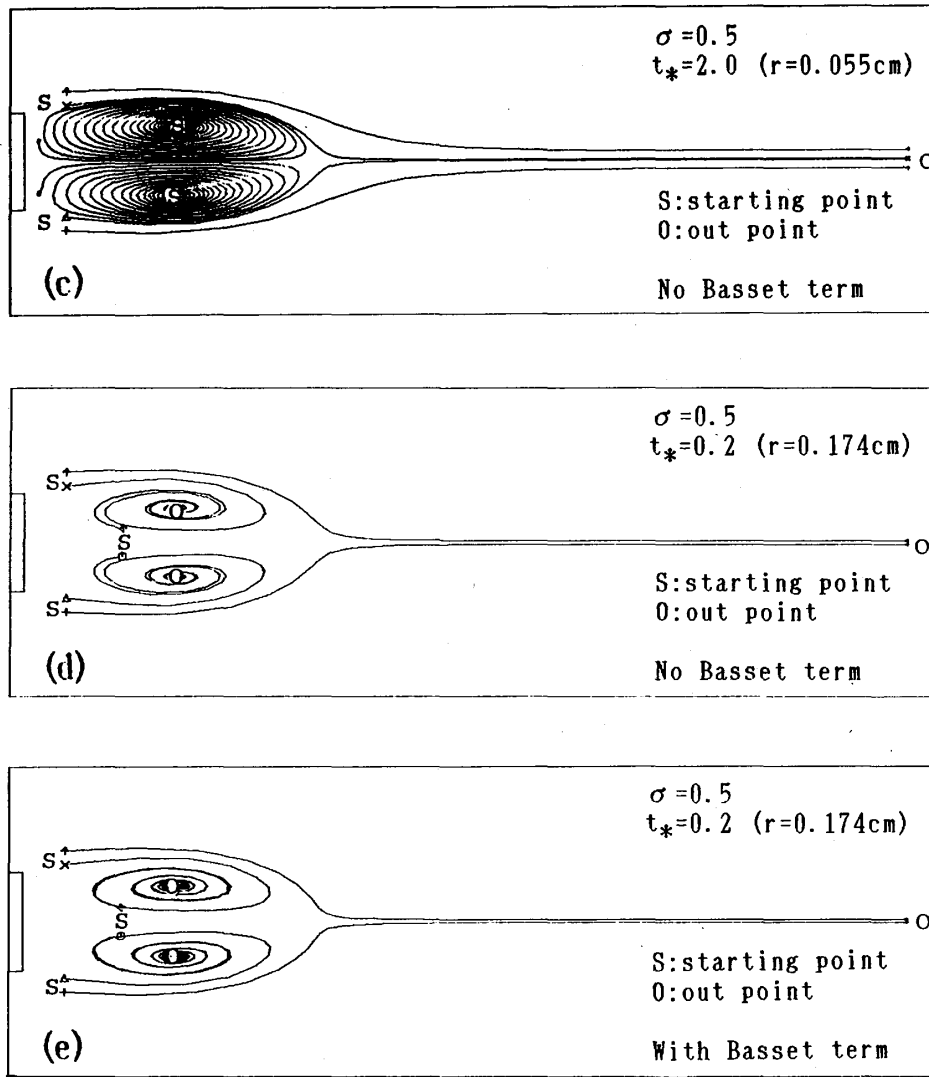 σ=0.5
t*=2.0 (r=0.055cm)
S
S
S
S
O
S:starting point
O:out point
(c)
No Basset term
σ=0.5
t*=0.2 (r=0.174cm)
S
O
S
O
O
S
S:starting point
O:out point
(d)
No Basset term
σ=0.5
t*=0.2 (r=0.174cm)
S
O
S
O
O
S
S:starting point
O:out point
(e)
With Basset term